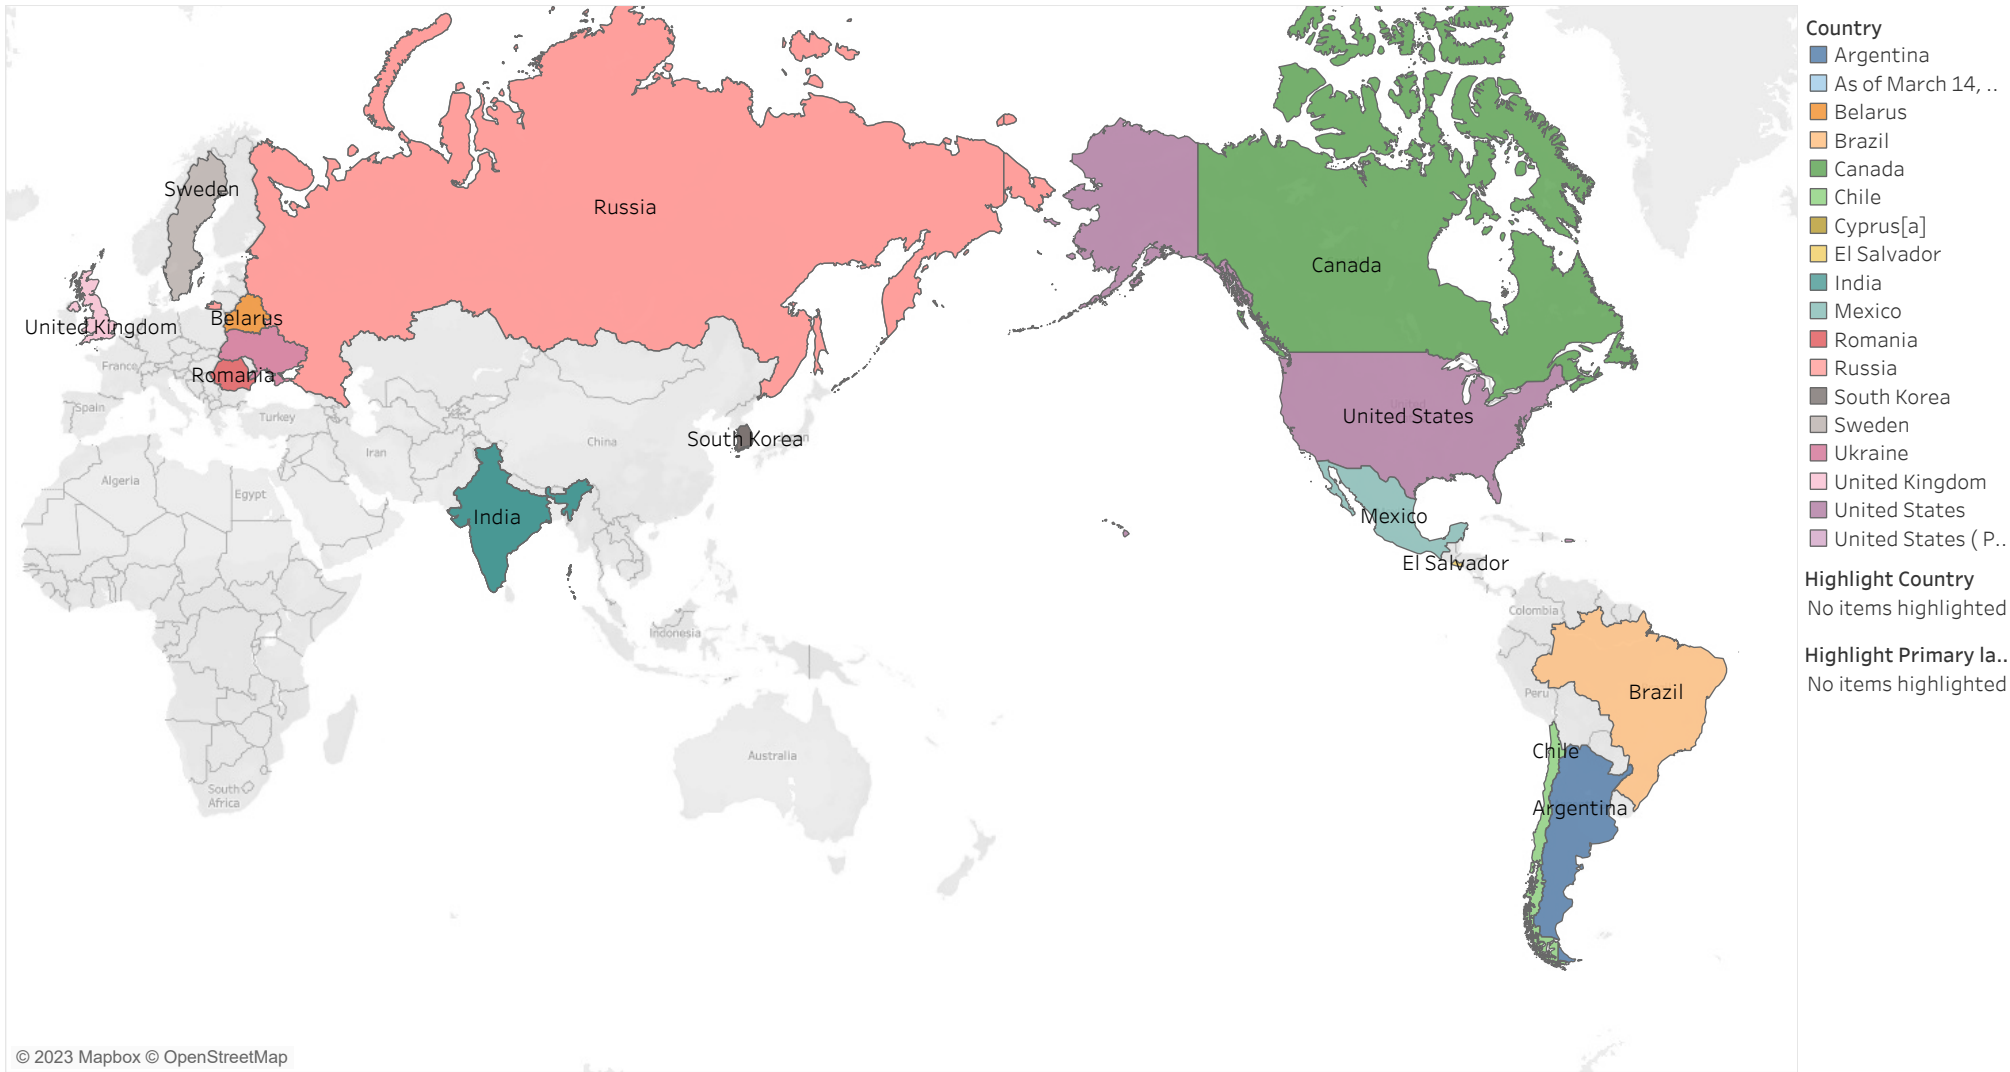 Sweden
Russia
Canada
United Kingdom
Belarus
France
Romania
Spain
Turkey
United States
South Korea
China
Iran
Algeria
Egypt
India
Mexico
El Salvador
Colombia
Indonesia
Brazil
Peru
Chile
Australia
South
Africa
Argentina
© 2023 Mapbox © OpenStreetMap
Country
Argentina
As of March 14, ..
Belarus
Brazil
Canada
Chile
Cyprus[a]
El Salvador
India
Mexico
Romania
Russia
South Korea
Sweden
Ukraine
United Kingdom
United States
United States ( P..
Highlight Country
No items highlighted
Highlight Primary la..
No items highlighted